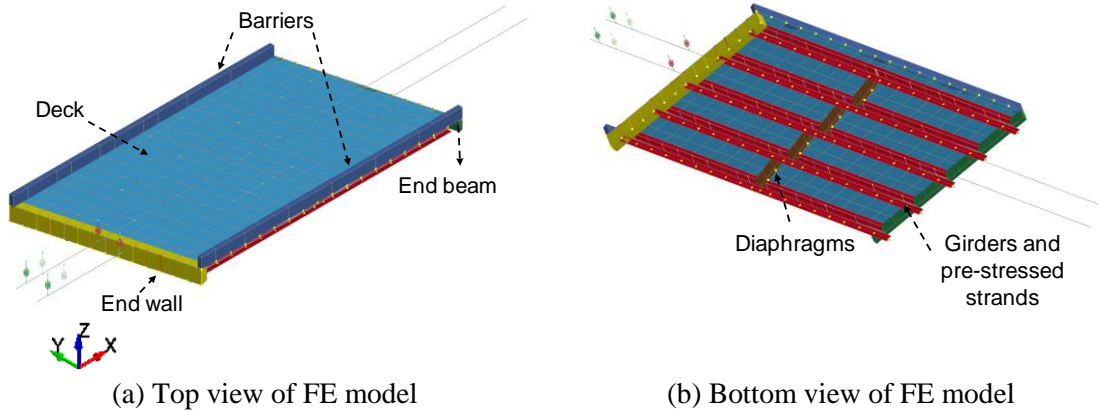 Barriers
Deck
End beam
End wall
Z
Y
X
Diaphragms
Girders and
pre-stressed
strands
(a) Top view of FE model
(b) Bottom view of FE model